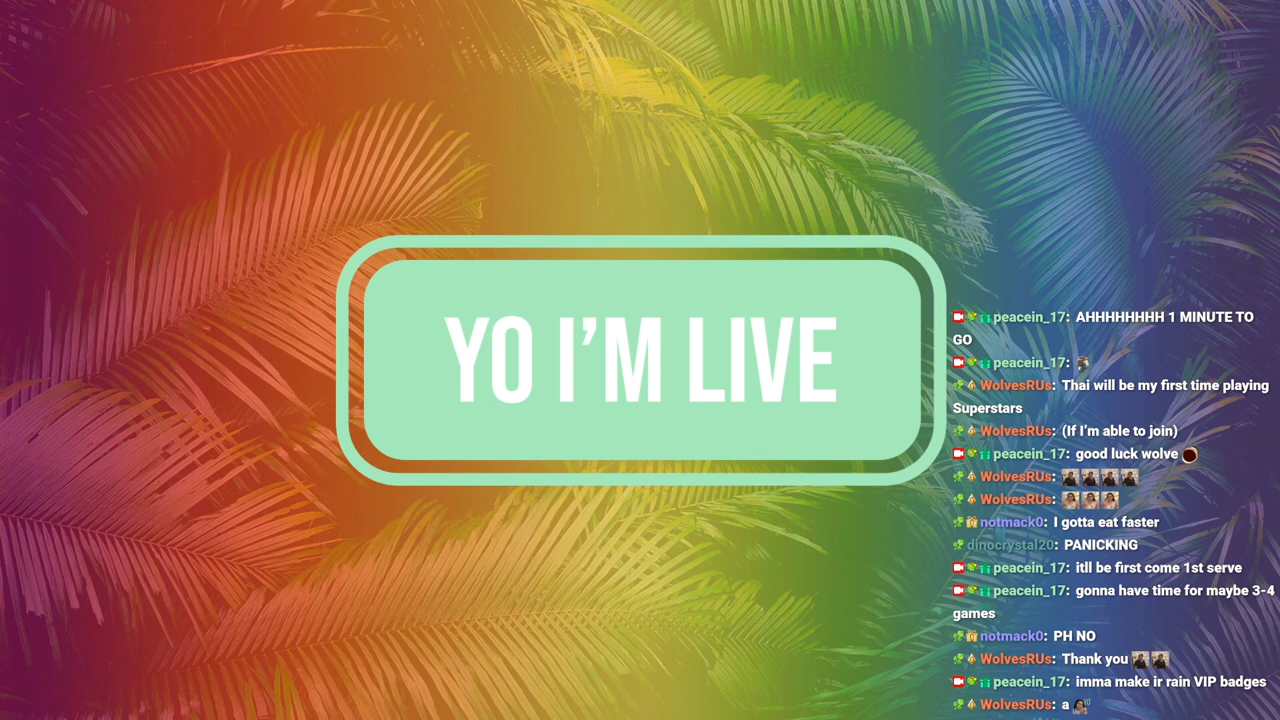 YO I'M LIVE
peacein_17: AHHHHHHHH 1 MINUTE TO
GO
peacein_17:
WolvesRUs: Thai will be my first time playing
Superstars
WolvesRUs: (If I'm able to join)
peacein_17: good luck wolve
WolvesRUs:
WolvesRUs:
notmack0: I gotta eat faster
dinocrystal20: PANICKING
peacein_17: itll be first come 1st serve
peacein_17: gonna have time for maybe 3-4
games
notmack0: PH NO
WolvesRUs: Thank you
peacein_17: imma make ir rain VIP badges
WolvesRUs: a